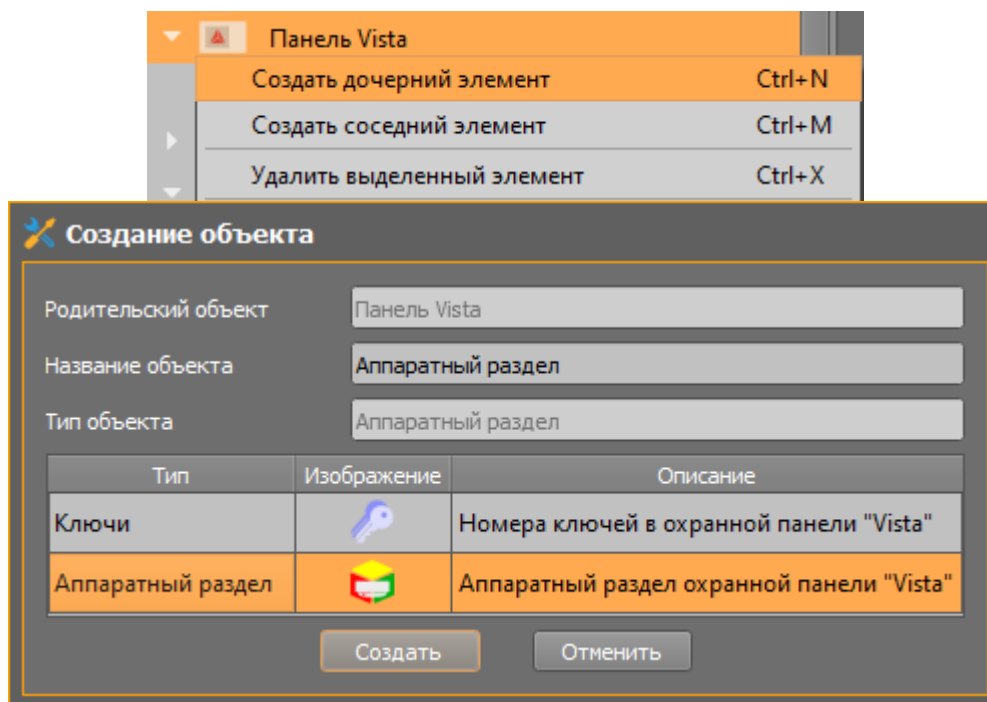 Панель Vista
Создать дочерний элемент Ctrl+N
Создать соседний элемент Ctrl+M
Удалить выделенный элемент Ctrl+X
Создание объекта
Родительский объект Панель Vista
Название объекта Аппаратный раздел
Тип объекта Аппаратный раздел
Тип Изображение Описание
Ключи Номера ключей в охранной панели "Vista"
Аппаратный раздел Аппаратный раздел охранной панели "Vista"
Создать Отменить